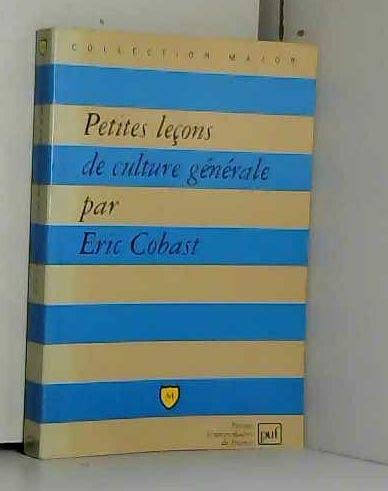 COLLECTION MAJOR
Petites leçons
de culture générale
par
Eric Cobast
M
Presses
Universitaires
de France
puf